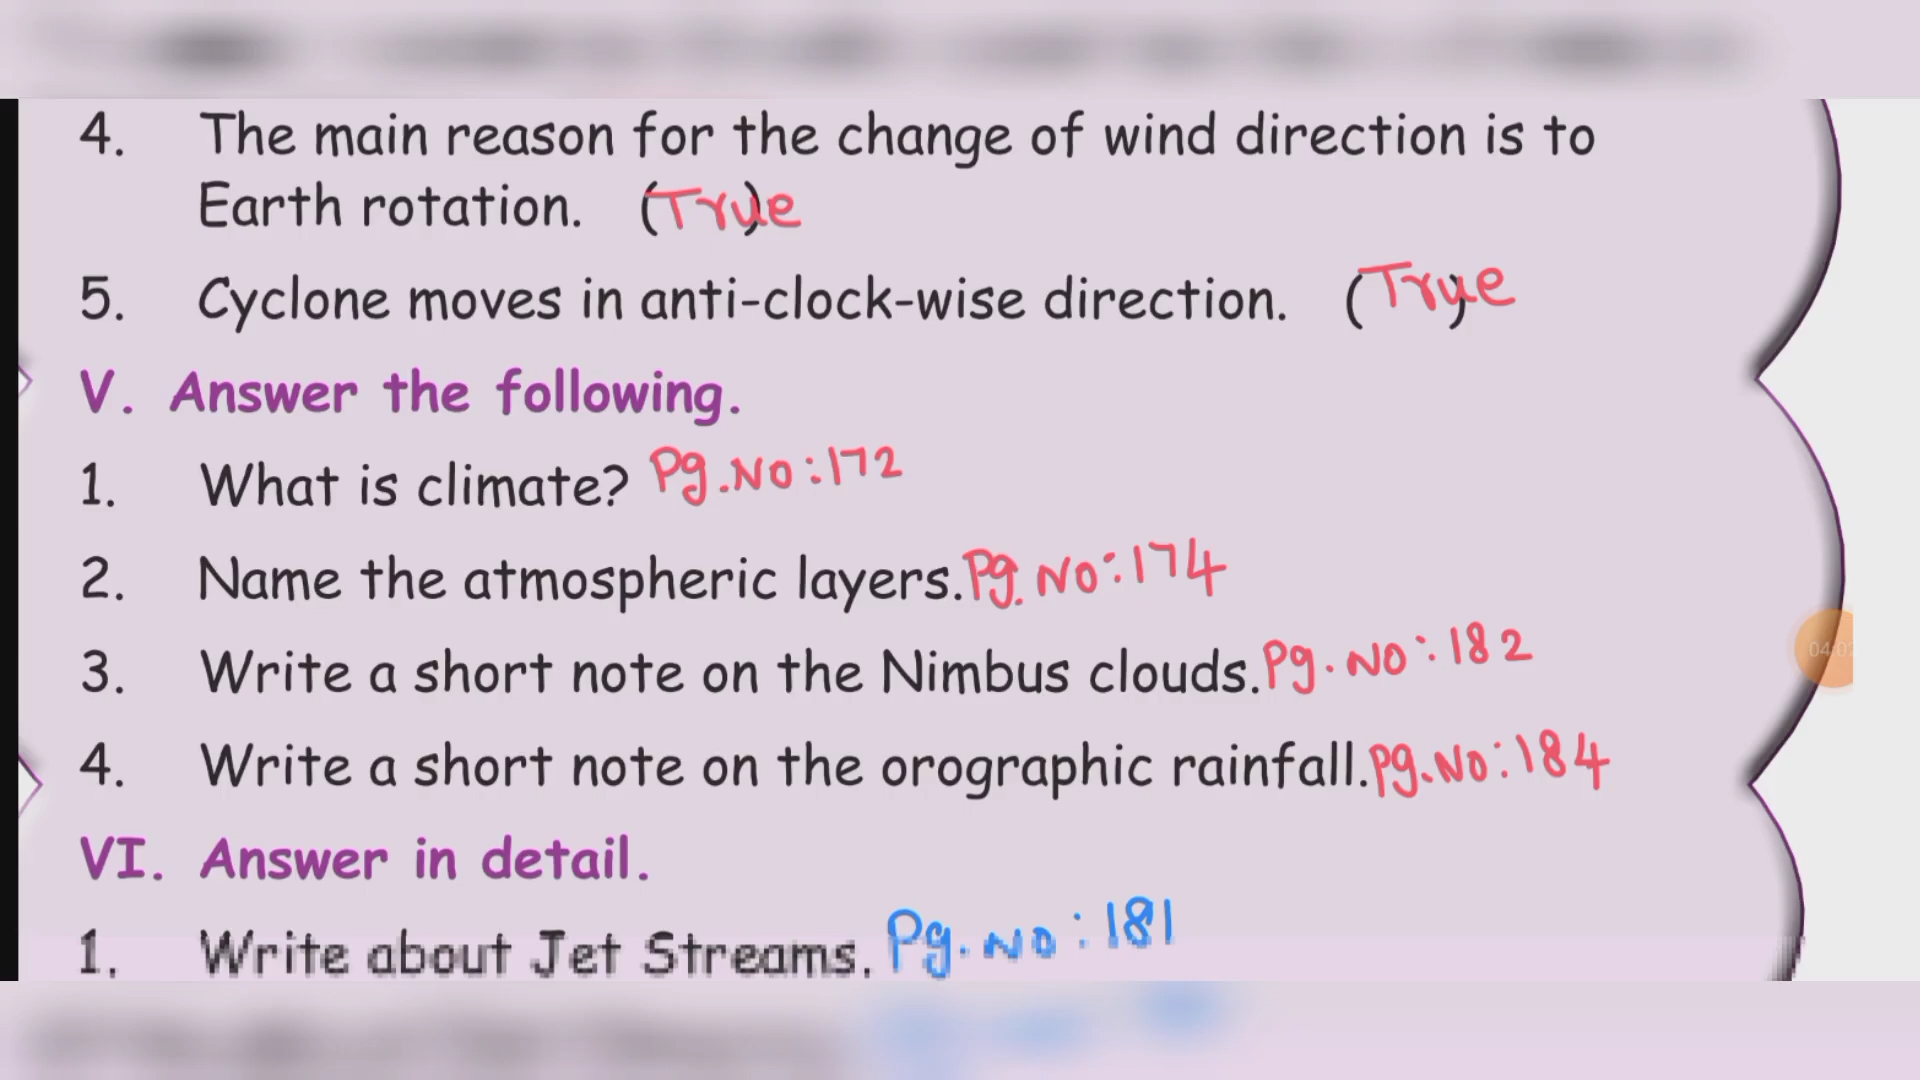 4. The main reason for the change of wind direction is to
Earth rotation. (True)
5. Cyclone moves in anti-clock-wise direction. (True)
V. Answer the following.
1. What is climate? Pg.No:172
2. Name the atmospheric layers. Pg.No:174
3. Write a short note on the Nimbus clouds. Pg.No:182
4. Write a short note on the orographic rainfall. Pg.No:184
VI. Answer in detail.
1. Write about Jet Streams. Pg.No:181